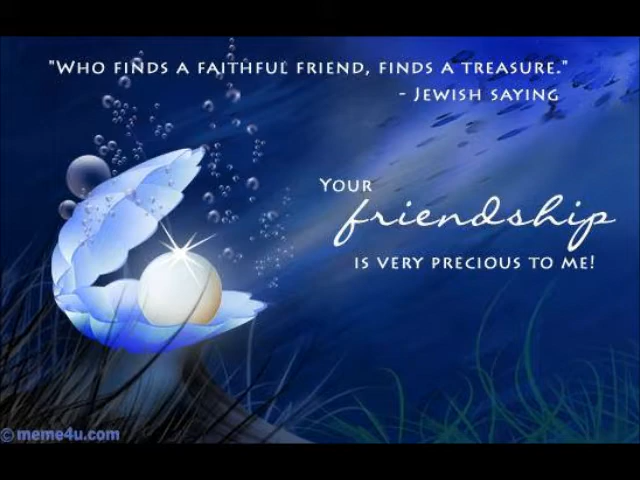 "Who finds a faithful friend, finds a treasure."
- Jewish saying
Your
friendship
is very precious to me!
© meme4u.com